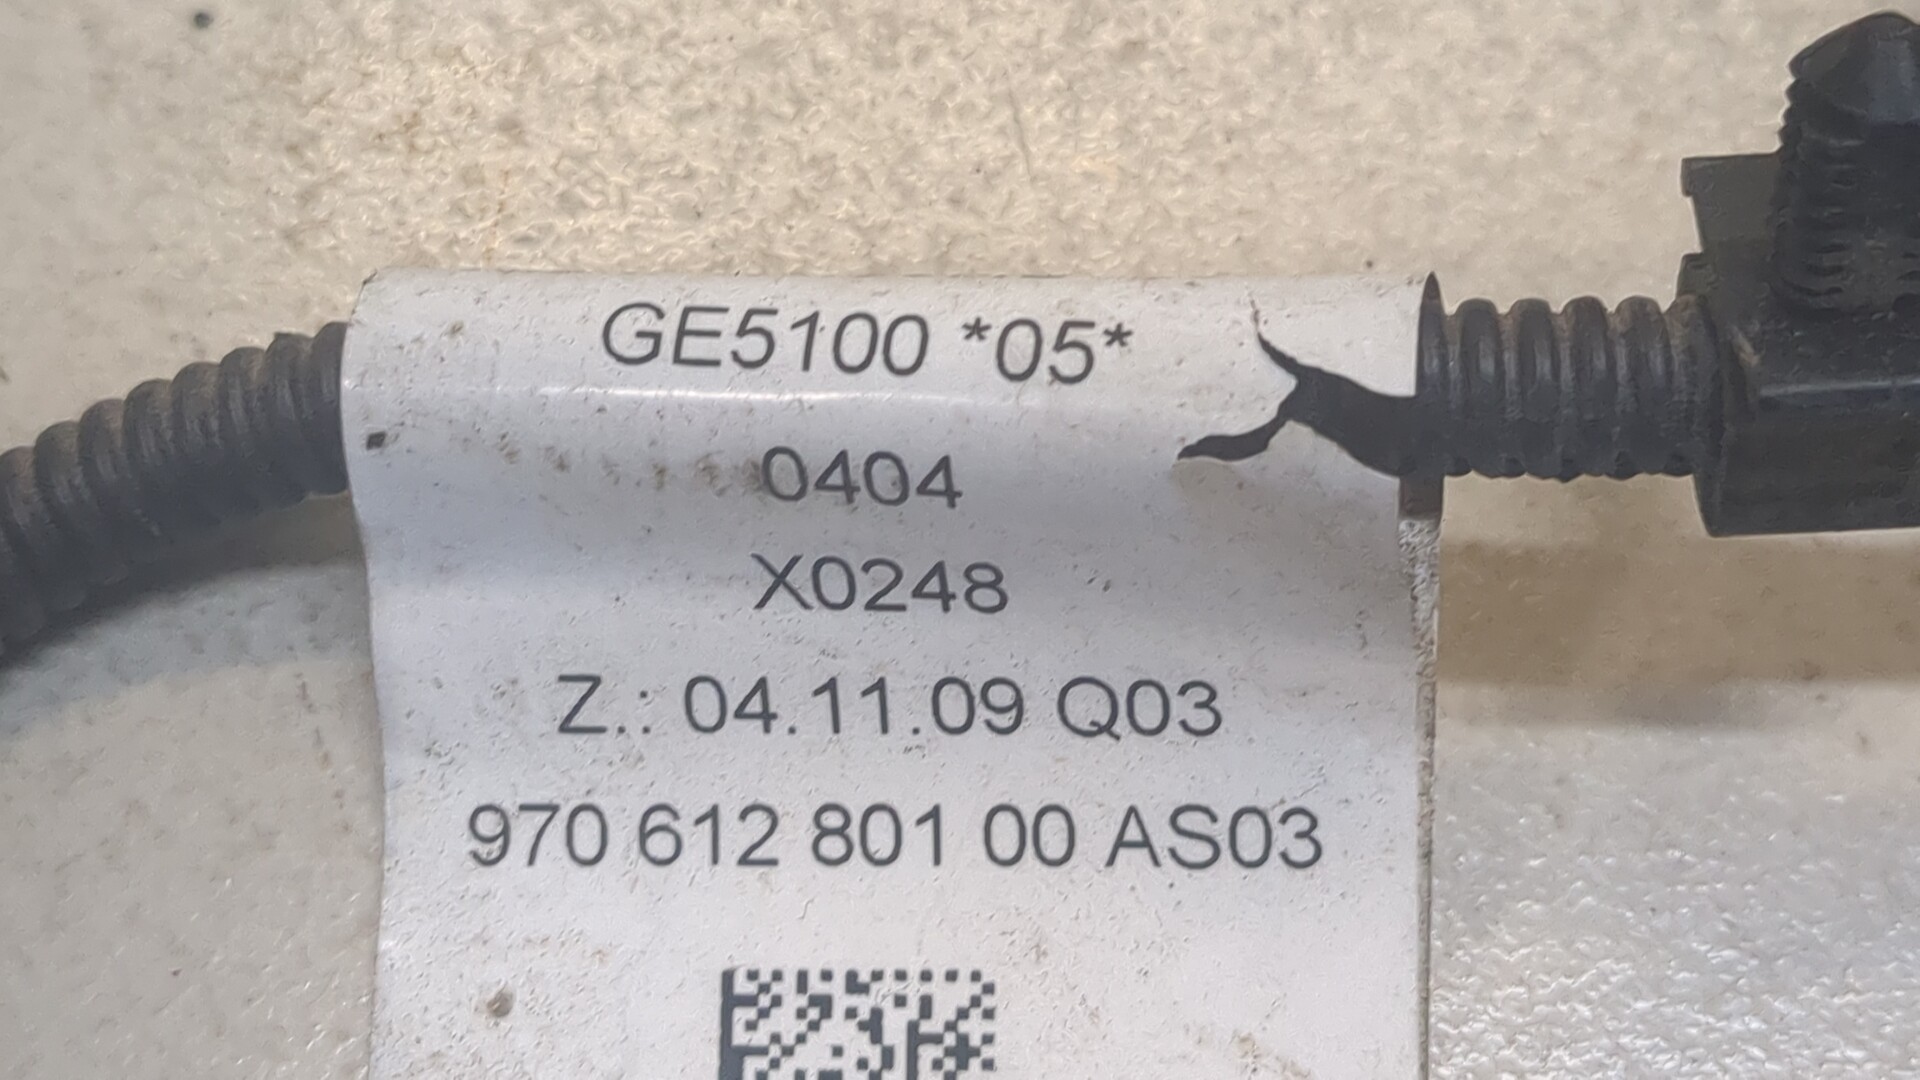 GE5100 *05*
0404
X0248
Z.: 04.11.09 Q03
970 612 801 00 AS03